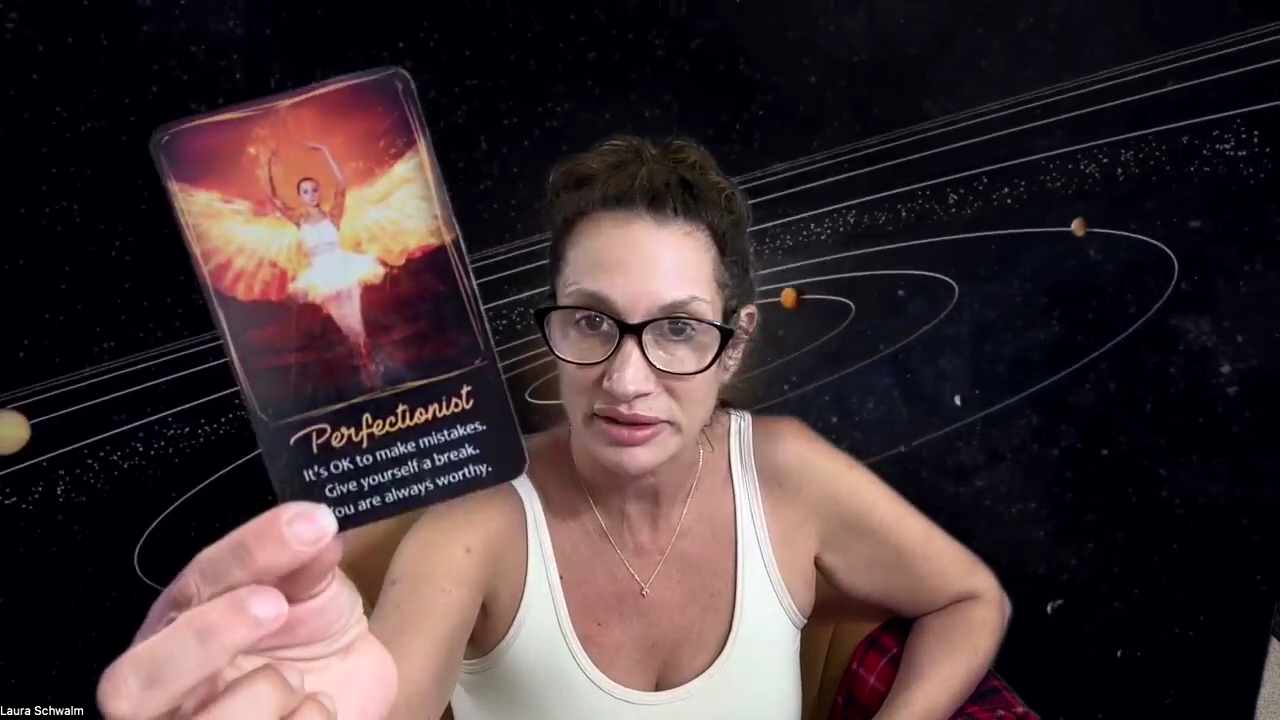 Perfectionist
It's OK to make mistakes.
Give yourself a break.
You are always worthy.
Laura Schwalm